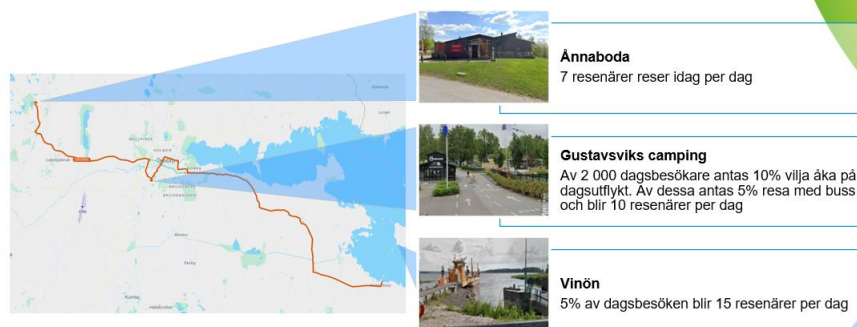 Ånnaboda
7 resenärer reser idag per dag
Gustavsviks camping
Av 2 000 dagsbesökare antas 10% vilja åka på
dagsutflykt. Av dessa antas 5% resa med buss
och blir 10 resenärer per dag
Vinön
5% av dagsbesöken blir 15 resenärer per dag
Kumla